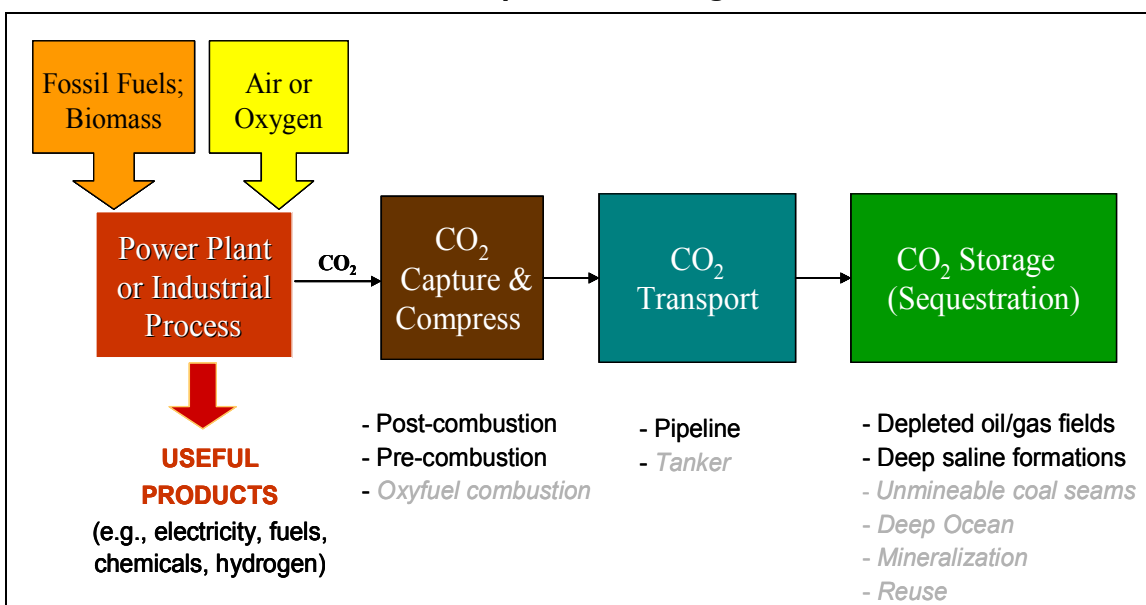 Fossil Fuels;
Biomass
Air or
Oxygen
Power Plant
or Industrial
Process
CO2
CO2
Capture &
Compress
CO2
Transport
CO2 Storage
(Sequestration)
USEFUL
PRODUCTS
(e.g., electricity, fuels,
chemicals, hydrogen)
- Post-combustion
- Pre-combustion
- Oxyfuel combustion
- Pipeline
- Tanker
- Depleted oil/gas fields
- Deep saline formations
- Unmineable coal seams
- Deep Ocean
- Mineralization
- Reuse